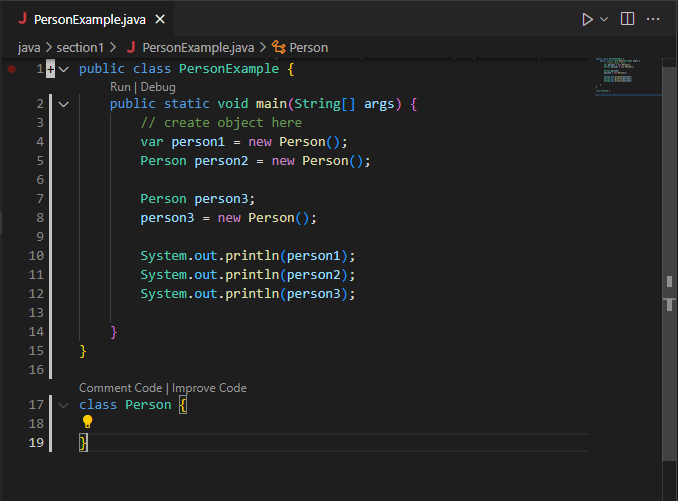 J PersonExample.java ×
java > section1 > J PersonExample.java > Person
1 + public class PersonExample {
Run | Debug
2 public static void main(String[] args) {
3 // create object here
4 var person1 = new Person();
5 Person person2 = new Person();
6
7 Person person3;
8 person3 = new Person();
9
10 System.out.println(person1);
11 System.out.println(person2);
12 System.out.println(person3);
13
14 }
15 }
16
Comment Code | Improve Code
17 class Person {
18
19 }